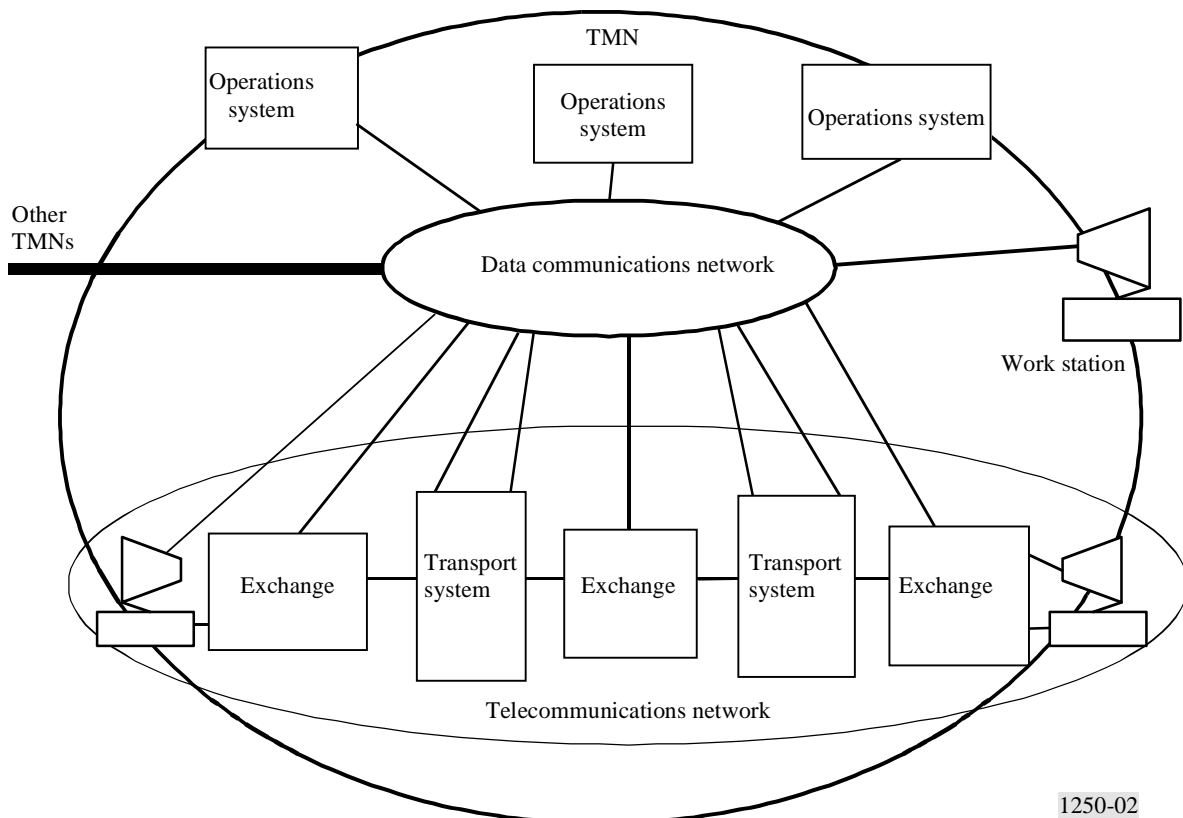 TMN
Operations
system
Operations
system
Operations system
Other
TMNs
Data communications network
Work station
Exchange
Transport
system
Exchange
Transport
system
Exchange
Telecommunications network
1250-02